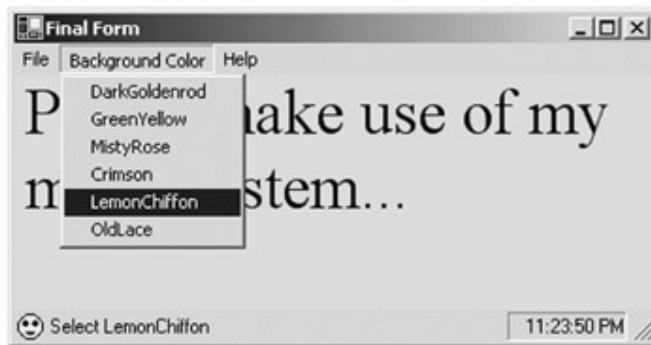 Final Form
File Background Color Help
DarkGoldenrod
GreenYellow
MistyRose
Crimson
LemonChiffon
OldLace
P ake use of my
m stem...
Select LemonChiffon 11:23:50 PM